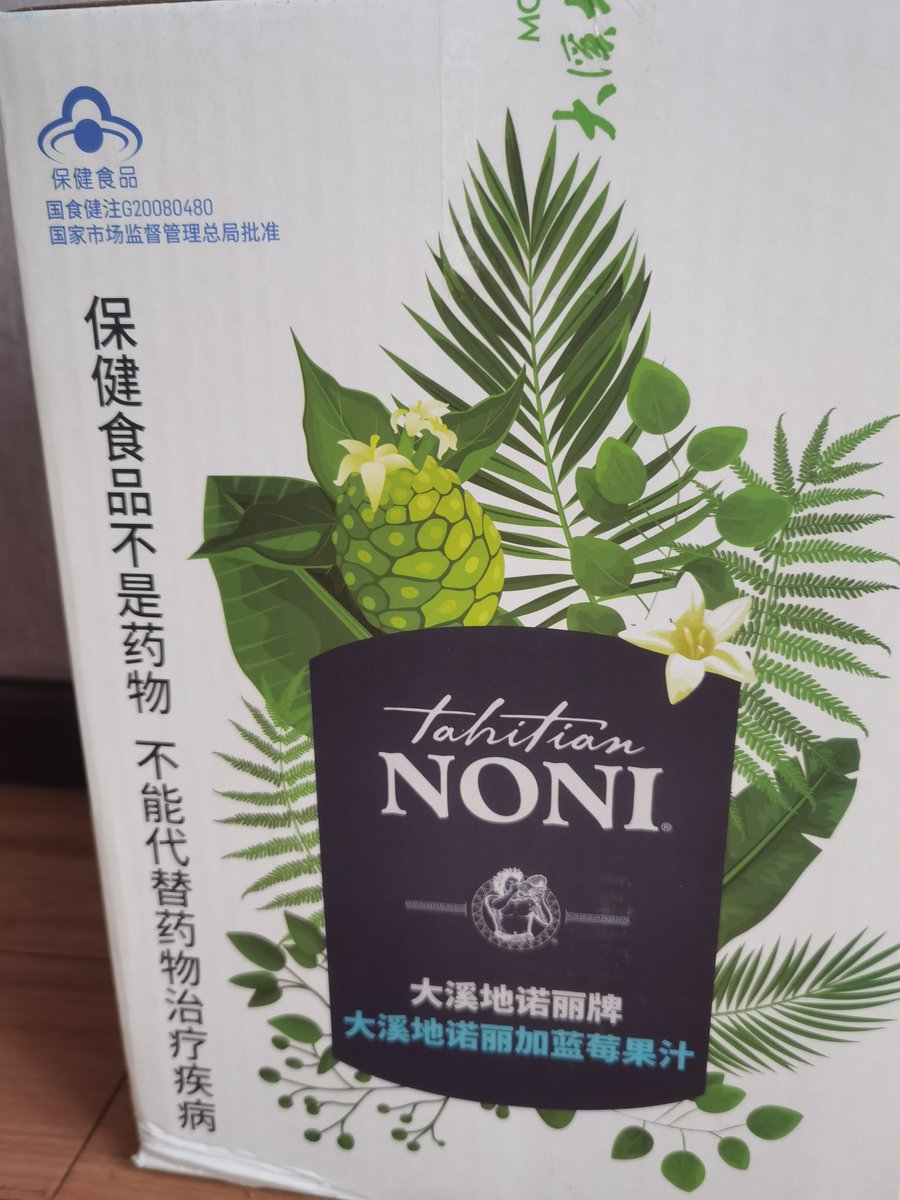 大溪
保健食品
国食健注G20080480
国家市场监督管理总局批准
保健食品不是药物 不能代替药物治疗疾病
tahitian
NONI®
大溪地诺丽牌
大溪地诺丽加蓝莓果汁